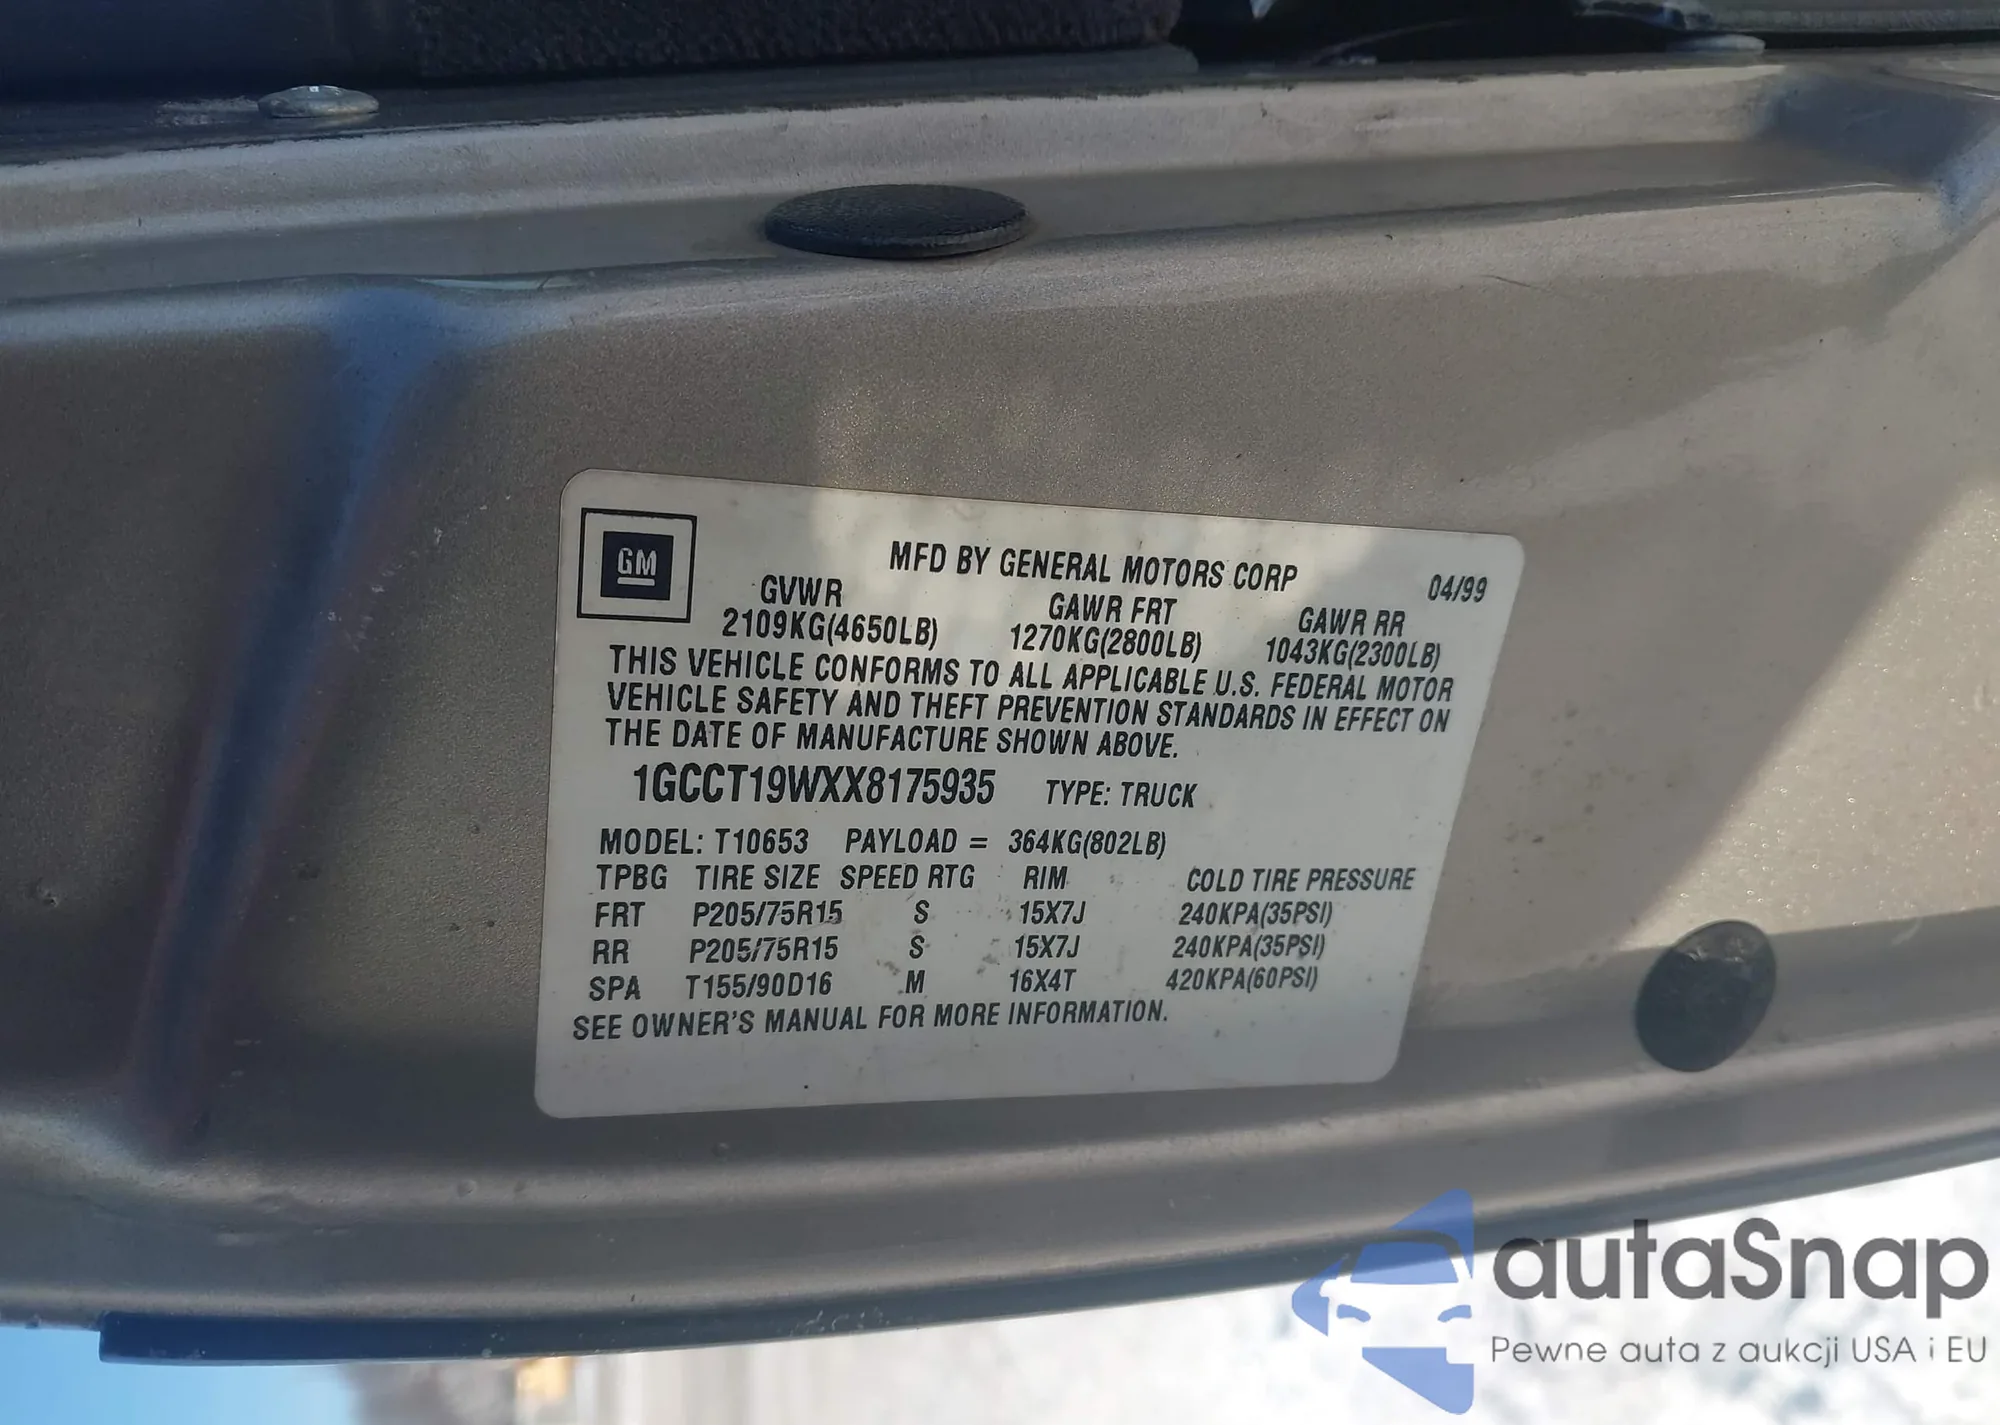 GM
MFD BY GENERAL MOTORS CORP 04/99
GVWR GAWR FRT GAWR RR
2109KG(4650LB) 1270KG(2800LB) 1043KG(2300LB)
THIS VEHICLE CONFORMS TO ALL APPLICABLE U.S. FEDERAL MOTOR
VEHICLE SAFETY AND THEFT PREVENTION STANDARDS IN EFFECT ON
THE DATE OF MANUFACTURE SHOWN ABOVE.
1GCCT19WXX8175935 TYPE: TRUCK
MODEL: T10653 PAYLOAD = 364KG(802LB)
TPBG TIRE SIZE SPEED RTG RIM COLD TIRE PRESSURE
FRT P205/75R15 S 15X7J 240KPA(35PSI)
RR P205/75R15 S 15X7J 240KPA(35PSI)
SPA T155/90D16 M 16X4T 420KPA(60PSI)
SEE OWNER'S MANUAL FOR MORE INFORMATION.
autaSnap
Pewne auta z aukcji USA i EU